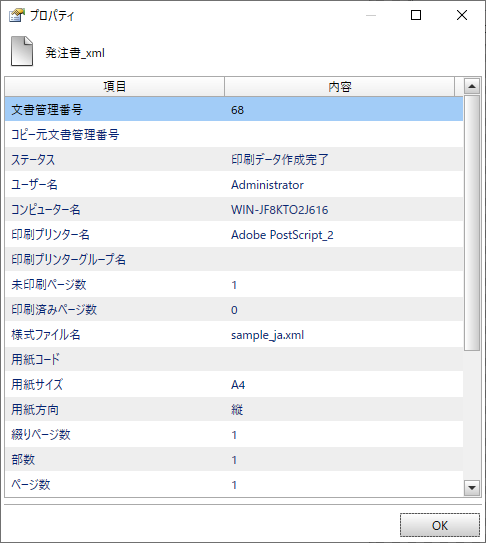 プロパティ
発注書_xml
項目 内容
文書管理番号 68
コピー元文書管理番号
ステータス 印刷データ作成完了
ユーザー名 Administrator
コンピューター名 WIN-JF8KTO2J616
印刷プリンター名 Adobe PostScript_2
印刷プリンターグループ名
未印刷ページ数 1
印刷済みページ数 0
様式ファイル名 sample_ja.xml
用紙コード
用紙サイズ A4
用紙方向 縦
綴りページ数 1
部数 1
ページ数 1
OK